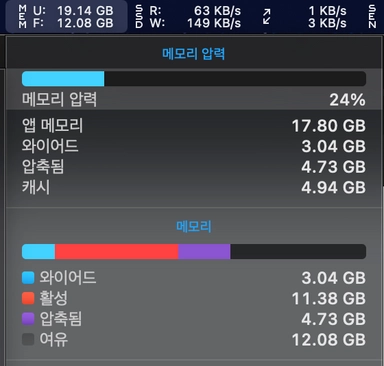 MEM U: 19.14 GB SSD R: 63 KB/s 1 KB/s SEN
F: 12.08 GB W: 149 KB/s 3 KB/s
메모리 압력
메모리 압력 24%
앱 메모리 17.80 GB
와이어드 3.04 GB
압축됨 4.73 GB
캐시 4.94 GB
메모리
와이어드 3.04 GB
활성 11.38 GB
압축됨 4.73 GB
여유 12.08 GB